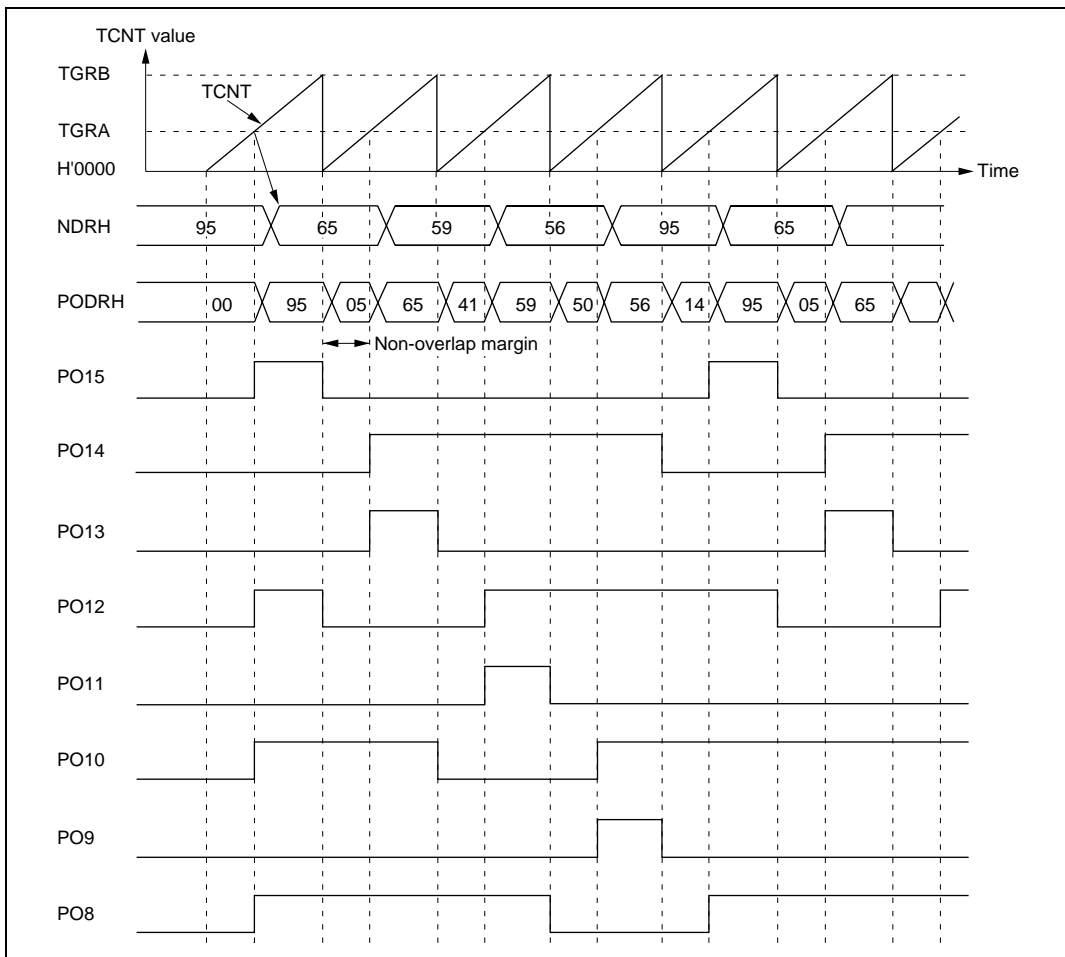 TCNT value
TGRB
TCNT
TGRA
H'0000
Time
NDRH 95 65 59 56 95 65
PODRH 00 95 05 65 41 59 50 56 14 95 05 65
Non-overlap margin
PO15
PO14
PO13
PO12
PO11
PO10
PO9
PO8